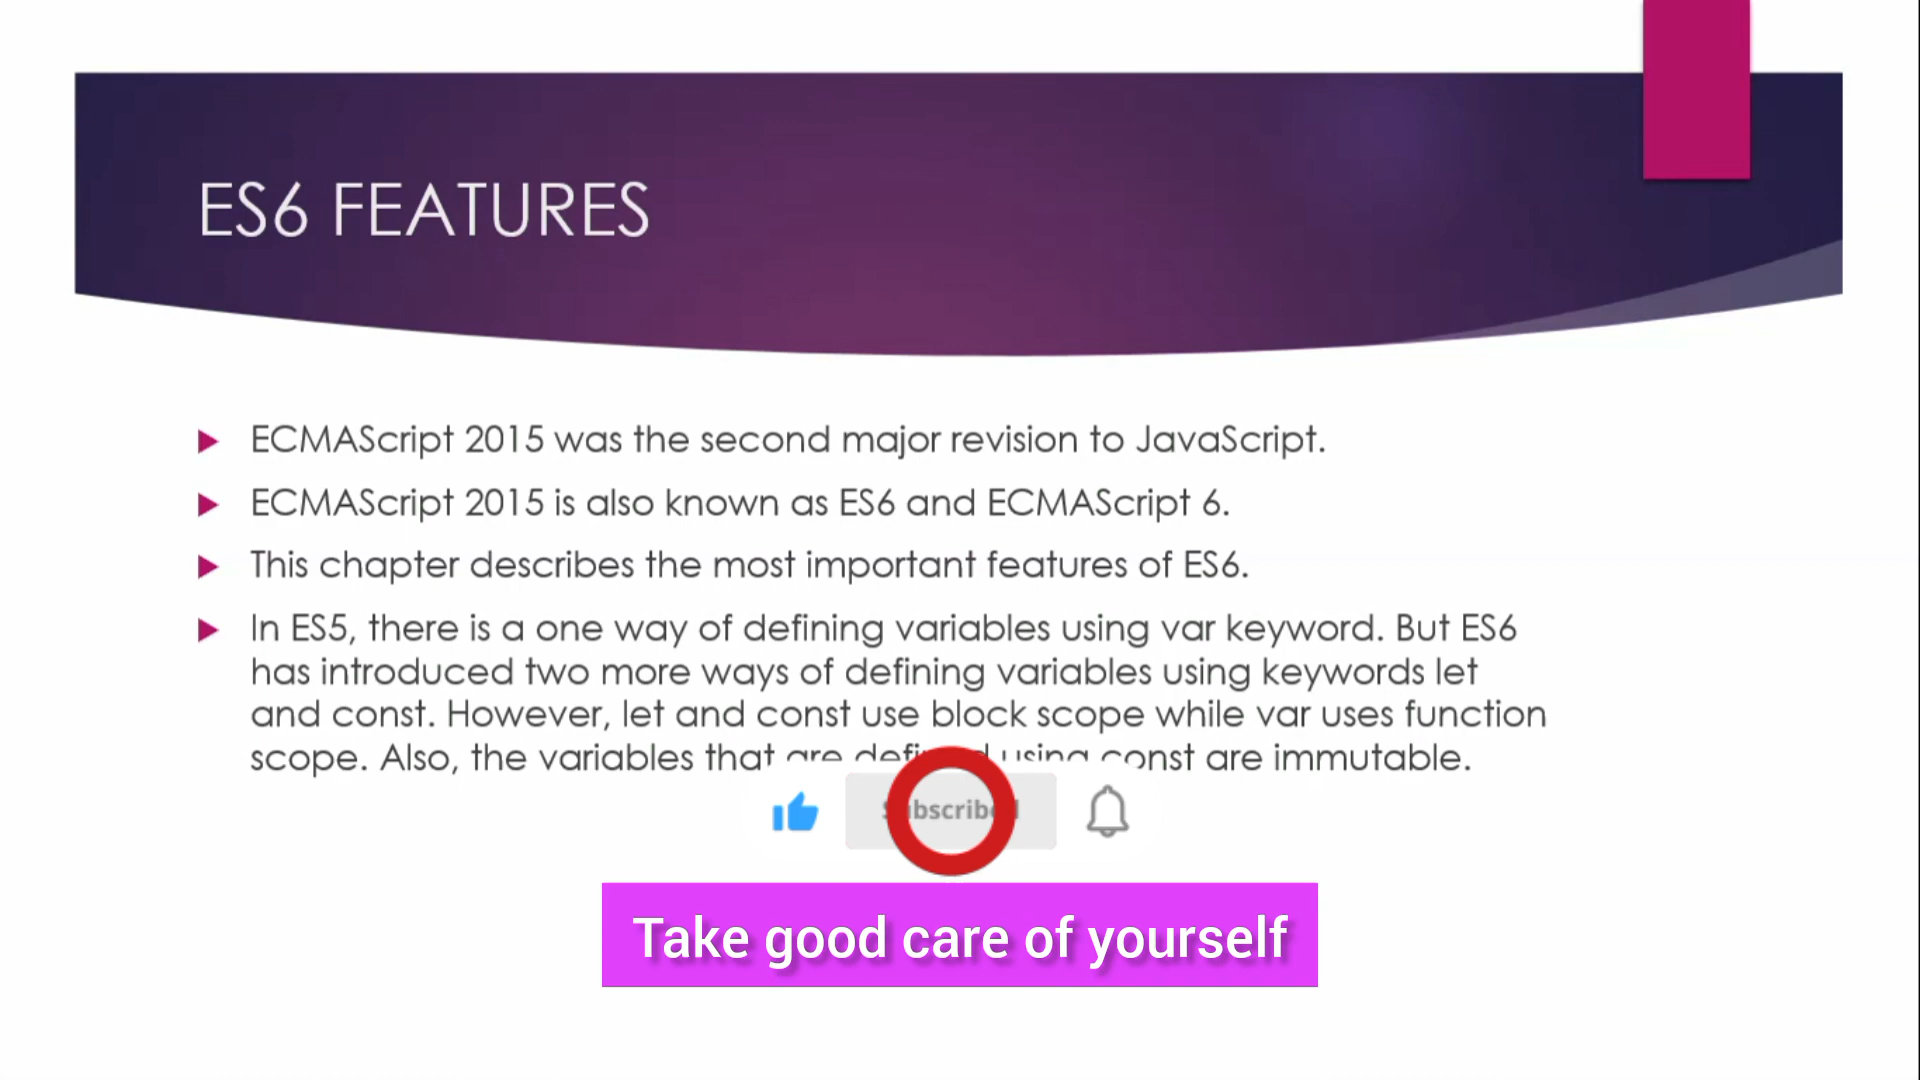 ES6 FEATURES
ECMAScript 2015 was the second major revision to JavaScript.
ECMAScript 2015 is also known as ES6 and ECMAScript 6.
This chapter describes the most important features of ES6.
In ES5, there is a one way of defining variables using var keyword. But ES6
has introduced two more ways of defining variables using keywords let
and const. However, let and const use block scope while var uses function
scope. Also, the variables that are defined using const are immutable.
Subscribed
Take good care of yourself